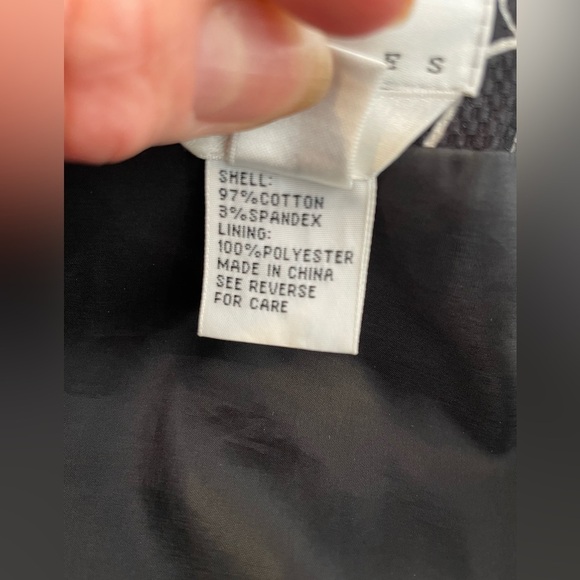 E S
SHELL:
97%COTTON
3%SPANDEX
LINING:
100%POLYESTER
MADE IN CHINA
SEE REVERSE
FOR CARE